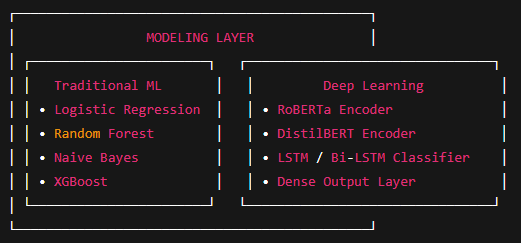 MODELING LAYER
Traditional ML Deep Learning
• Logistic Regression • RoBERTa Encoder
• Random Forest • DistilBERT Encoder
• Naive Bayes • LSTM / Bi-LSTM Classifier
• XGBoost • Dense Output Layer